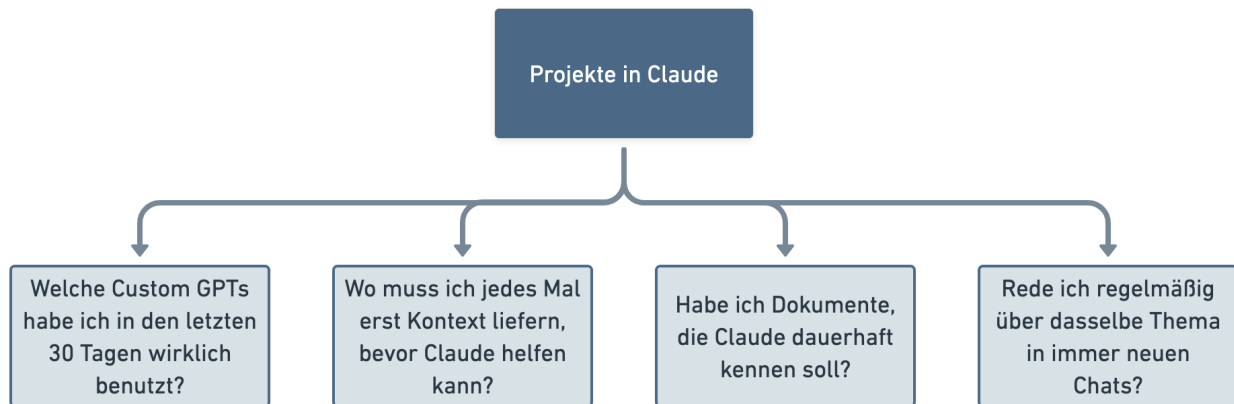 Projekte in Claude
Welche Custom GPTs
habe ich in den letzten
30 Tagen wirklich
benutzt?
Wo muss ich jedes Mal
erst Kontext liefern,
bevor Claude helfen
kann?
Habe ich Dokumente,
die Claude dauerhaft
kennen soll?
Rede ich regelmäßig
über dasselbe Thema
in immer neuen
Chats?